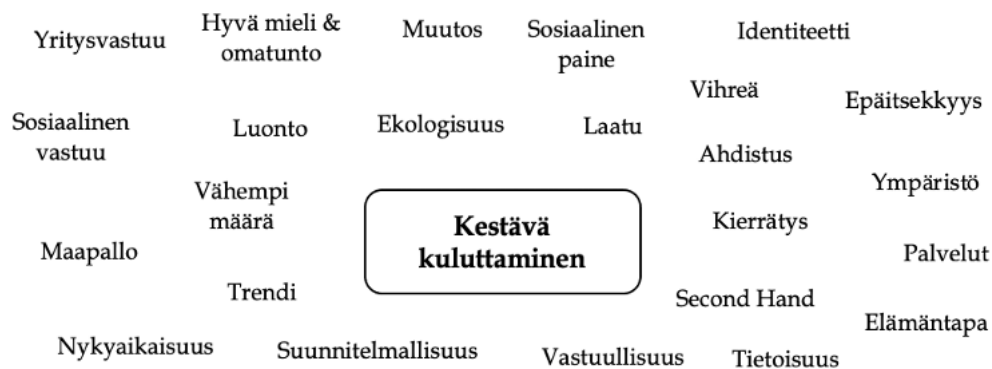 Yritysvastuu
Hyvä mieli &
omatunto
Muutos
Sosiaalinen
paine
Identiteetti
Vihreä
Epäitsekkyys
Sosiaalinen
vastuu
Luonto
Ekologisuus
Laatu
Ahdistus
Ympäristö
Vähempi
määrä
Kestävä
kuluttaminen
Kierrätys
Maapallo
Palvelut
Trendi
Second Hand
Elämäntapa
Nykyaikaisuus
Suunnitelmallisuus
Vastuullisuus
Tietoisuus